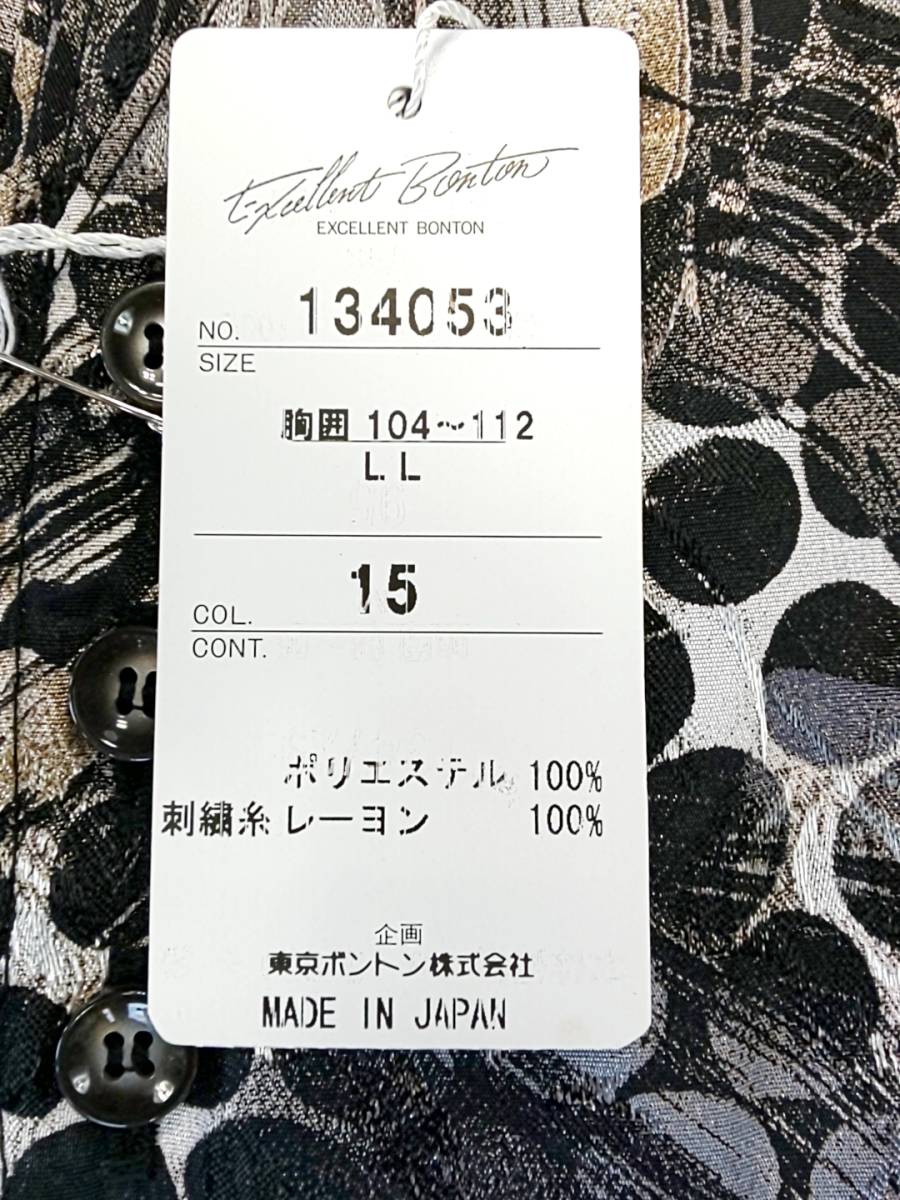 Excellent Bonton
EXCELLENT BONTON
NO. 134053
SIZE
胸囲 104~112
LL
COL. 15
CONT.
ポリエステル 100%
刺繍糸 レーヨン 100%
企画
東京ボントン株式会社
MADE IN JAPAN